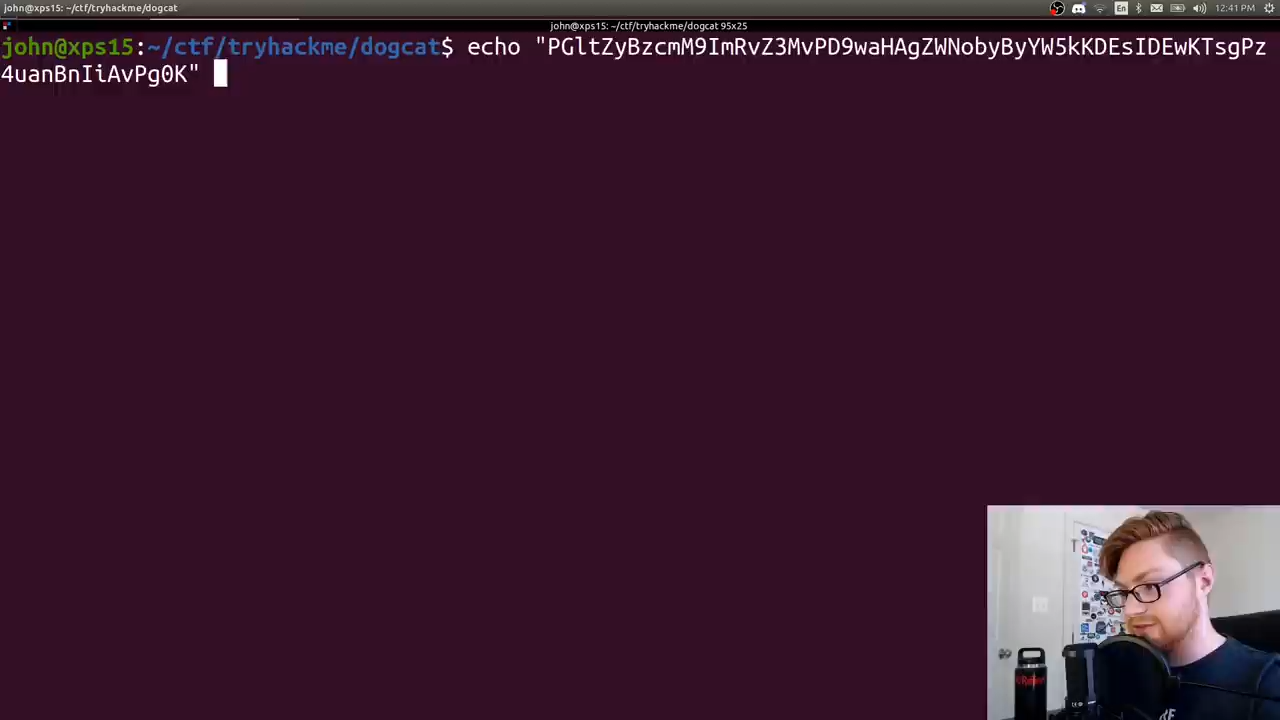 john@xps15: ~/ctf/tryhackme/dogcat
En
12:41 PM
john@xps15: ~/ctf/tryhackme/dogcat 95x25
john@xps15:~/ctf/tryhackme/dogcat$ echo "PGltZyBzcmM9ImRvZ3MvPD9waHAgZWNobyByYW5kKDEsIDEwKTsgPz
4uanBnIiAvPg0K"